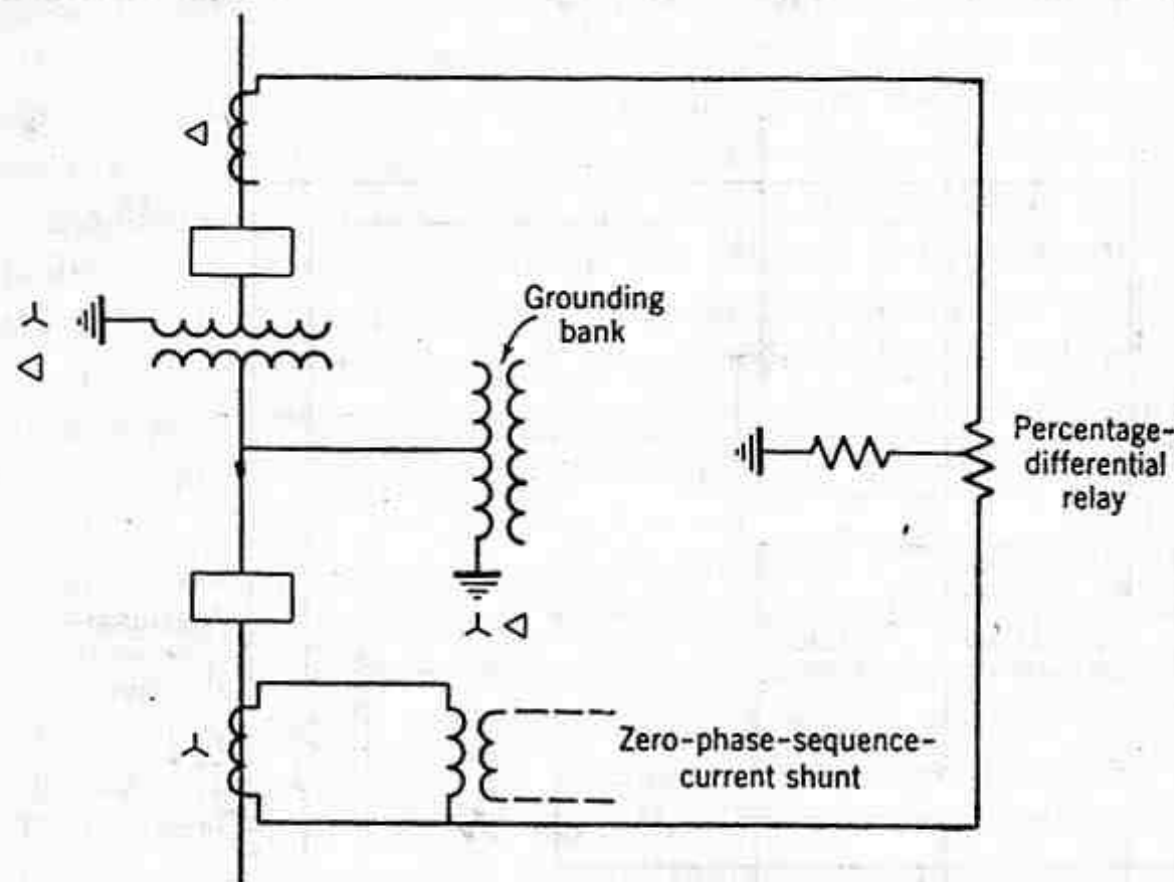 Grounding
bank
Percentage-
differential
relay
Zero-phase-sequence-
current shunt